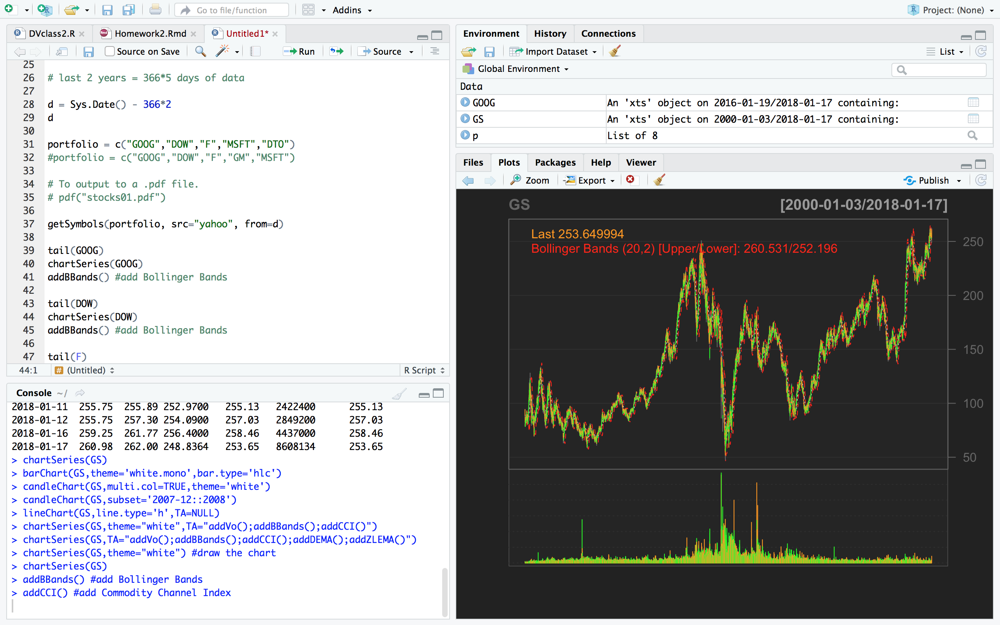 Go to file/function
Addins
Project: (None)
DVclass2.R
Homework2.Rmd
Untitled1*
Source on Save
Run
Source
25
26 # last 2 years = 366*5 days of data
27
28 d = Sys.Date() - 366*2
29 d
30
31 portfolio = c("GOOG","DOW","F","MSFT","DTO")
32 #portfolio = c("GOOG","DOW","F","GM","MSFT")
33
34 # To output to a .pdf file.
35 # pdf("stocks01.pdf")
36
37 getSymbols(portfolio, src="yahoo", from=d)
38
39 tail(GOOG)
40 chartSeries(GOOG)
41 addBBands() #add Bollinger Bands
42
43 tail(DOW)
44 chartSeries(DOW)
45 addBBands() #add Bollinger Bands
46
47 tail(F)
44:1 # (Untitled) R Script
Console ~/
2018-01-11 255.75 255.89 252.9700 255.13 2422400 255.13
2018-01-12 255.75 257.30 254.0900 257.03 2849200 257.03
2018-01-16 259.25 261.77 256.4000 258.46 4437000 258.46
2018-01-17 260.98 262.00 248.8364 253.65 8608134 253.65
> chartSeries(GS)
> barChart(GS,theme='white.mono',bar.type='hlc')
> candleChart(GS,multi.col=TRUE,theme='white')
> candleChart(GS,subset='2007-12::2008')
> lineChart(GS,line.type='h',TA=NULL)
> chartSeries(GS,theme="white",TA="addVo();addBBands();addCCI()")
> chartSeries(GS,TA="addVo();addBBands();addCCI();addDEMA();addZLEMA()")
> chartSeries(GS,theme="white") #draw the chart
> chartSeries(GS)
> addBBands() #add Bollinger Bands
> addCCI() #add Commodity Channel Index
Environment History Connections
Import Dataset
List
Global Environment
Data
GOOG An 'xts' object on 2016-01-19/2018-01-17 containing:
GS An 'xts' object on 2000-01-03/2018-01-17 containing:
p List of 8
Files Plots Packages Help Viewer
Zoom Export Publish
GS [2000-01-03/2018-01-17]
Last 253.649994
Bollinger Bands (20,2) [Upper/Lower]: 260.531/252.196
250
200
150
100
50